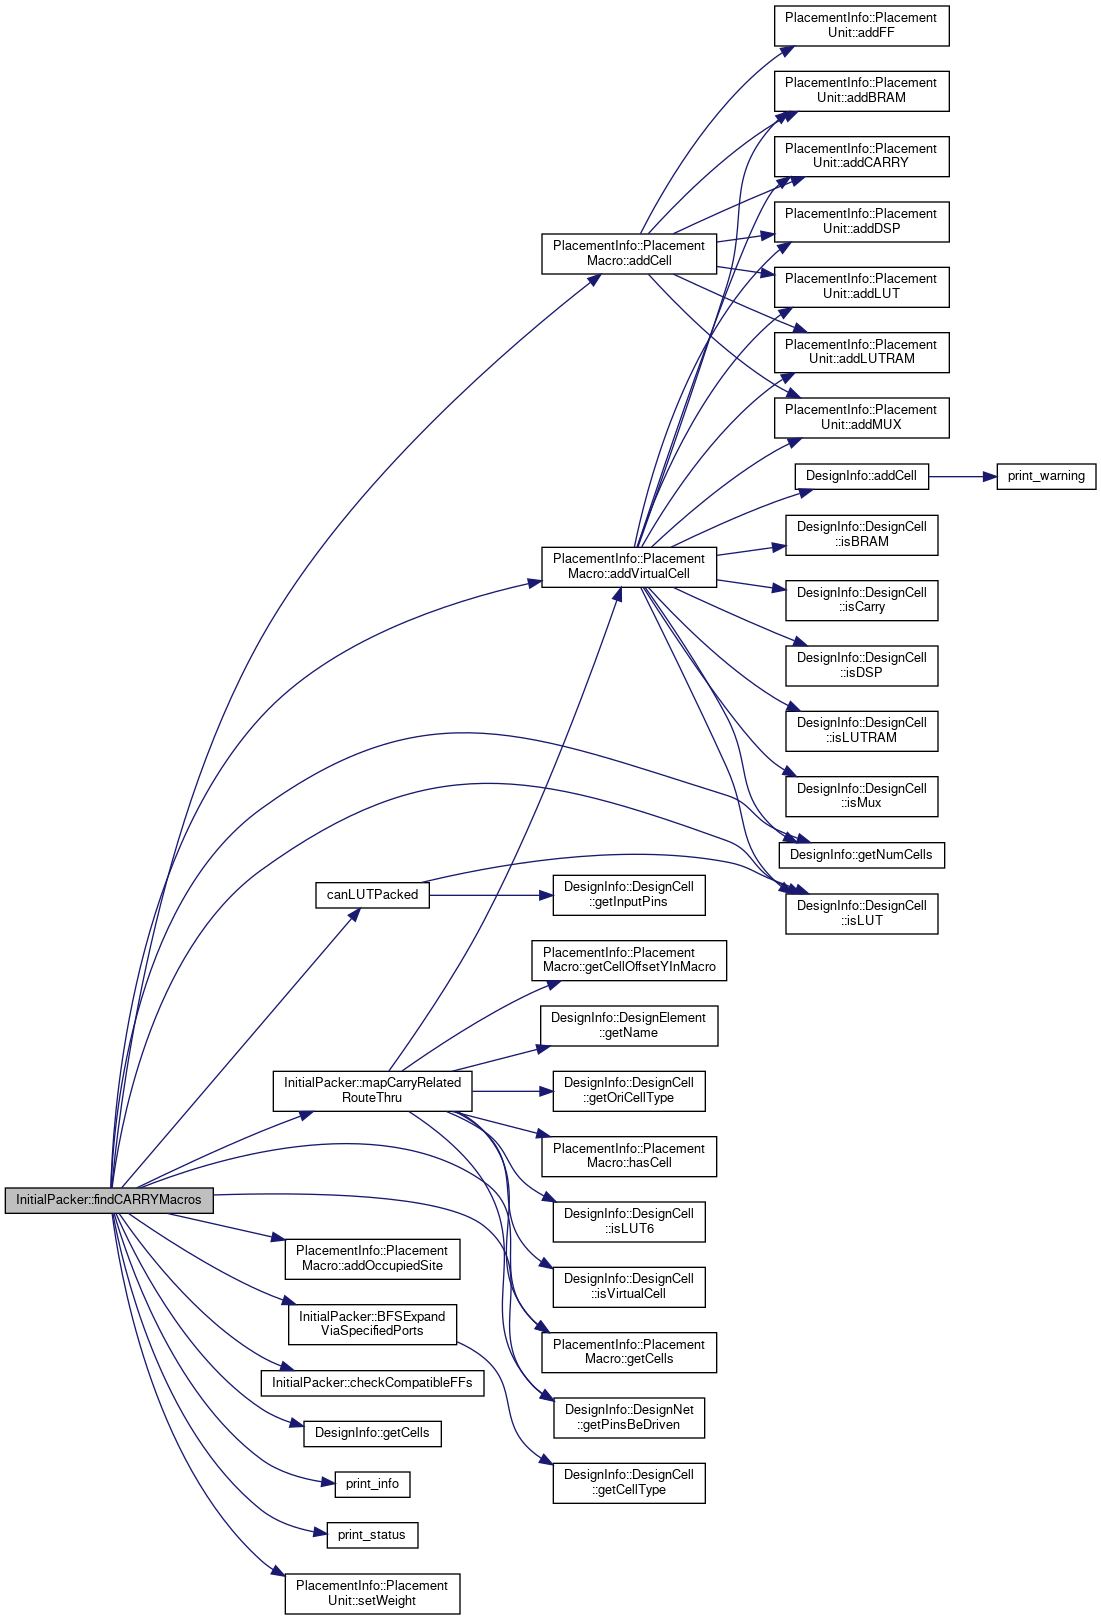 PlacementInfo::Placement
Unit::addFF
PlacementInfo::Placement
Unit::addBRAM
PlacementInfo::Placement
Unit::addCARRY
PlacementInfo::Placement
Unit::addDSP
PlacementInfo::Placement
Macro::addCell
PlacementInfo::Placement
Unit::addLUT
PlacementInfo::Placement
Unit::addLUTRAM
PlacementInfo::Placement
Unit::addMUX
DesignInfo::addCell
print_warning
DesignInfo::DesignCell
::isBRAM
PlacementInfo::Placement
Macro::addVirtualCell
DesignInfo::DesignCell
::isCarry
DesignInfo::DesignCell
::isDSP
DesignInfo::DesignCell
::isLUTRAM
DesignInfo::DesignCell
::isMux
DesignInfo::getNumCells
canLUTPacked
DesignInfo::DesignCell
::getInputPins
DesignInfo::DesignCell
::isLUT
PlacementInfo::Placement
Macro::getCellOffsetYInMacro
DesignInfo::DesignElement
::getName
InitialPacker::mapCarryRelated
RouteThru
DesignInfo::DesignCell
::getOriCellType
PlacementInfo::Placement
Macro::hasCell
InitialPacker::findCARRYMacros
DesignInfo::DesignCell
::isLUT6
PlacementInfo::Placement
Macro::addOccupiedSite
DesignInfo::DesignCell
::isVirtualCell
InitialPacker::BFSExpand
ViaSpecifiedPorts
PlacementInfo::Placement
Macro::getCells
InitialPacker::checkCompatibleFFs
DesignInfo::DesignNet
::getPinsBeDriven
DesignInfo::getCells
DesignInfo::DesignCell
::getCellType
print_info
print_status
PlacementInfo::Placement
Unit::setWeight